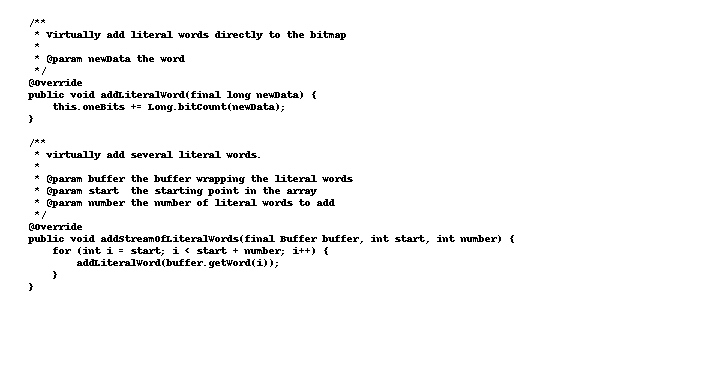 /**
 * Virtually add literal words directly to the bitmap
 *
 * @param newData the word
 */
@Override
public void addLiteralWord(final long newData) {
    this.oneBits += Long.bitCount(newData);
}

/**
 * virtually add several literal words.
 *
 * @param buffer the buffer wrapping the literal words
 * @param start  the starting point in the array
 * @param number the number of literal words to add
 */
@Override
public void addStreamOfLiteralWords(final Buffer buffer, int start, int number) {
    for (int i = start; i < start + number; i++) {
        addLiteralWord(buffer.getWord(i));
    }
}